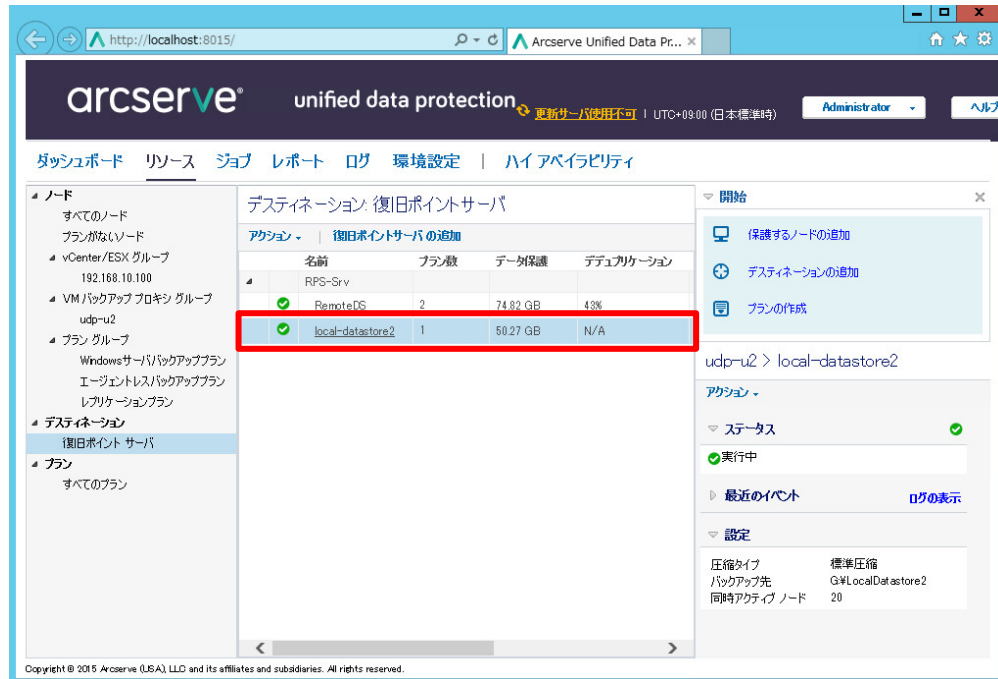 http://localhost:8015/
Arcserve Unified Data Pr...
arcserve® unified data protection
更新サーバ使用不可 | UTC+09:00 (日本標準時)
Administrator
ヘルプ
ダッシュボード リソース ジョブ レポート ログ 環境設定 | ハイ アベイラビリティ
ノード
すべてのノード
プランがないノード
vCenter/ESX グループ
192.168.10.100
VM バックアップ プロキシ グループ
udp-u2
プラン グループ
Windowsサーババックアッププラン
エージェントレスバックアッププラン
レプリケーションプラン
デスティネーション
復旧ポイント サーバ
プラン
すべてのプラン
デスティネーション: 復旧ポイントサーバ
アクション | 復旧ポイントサーバの追加
名前 プラン数 データ保護 デデュプリケーション
RPS-Srv
RemoteDS 2 74.82 GB 43%
local-datastore2 1 50.27 GB N/A
開始
保護するノードの追加
デスティネーションの追加
プランの作成
udp-u2 > local-datastore2
アクション
ステータス
実行中
最近のイベント ログの表示
設定
圧縮タイプ 標準圧縮
バックアップ先 G:¥LocalDatastore2
同時アクティブ ノード 20
Copyright © 2015 Arcserve (USA), LLC and its affiliates and subsidiaries. All rights reserved.